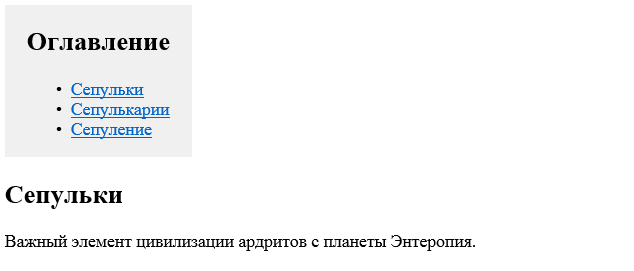 Оглавление
• Сепульки
• Сепулькарии
• Сепуление
Сепульки
Важный элемент цивилизации ардритов с планеты Энтеропия.